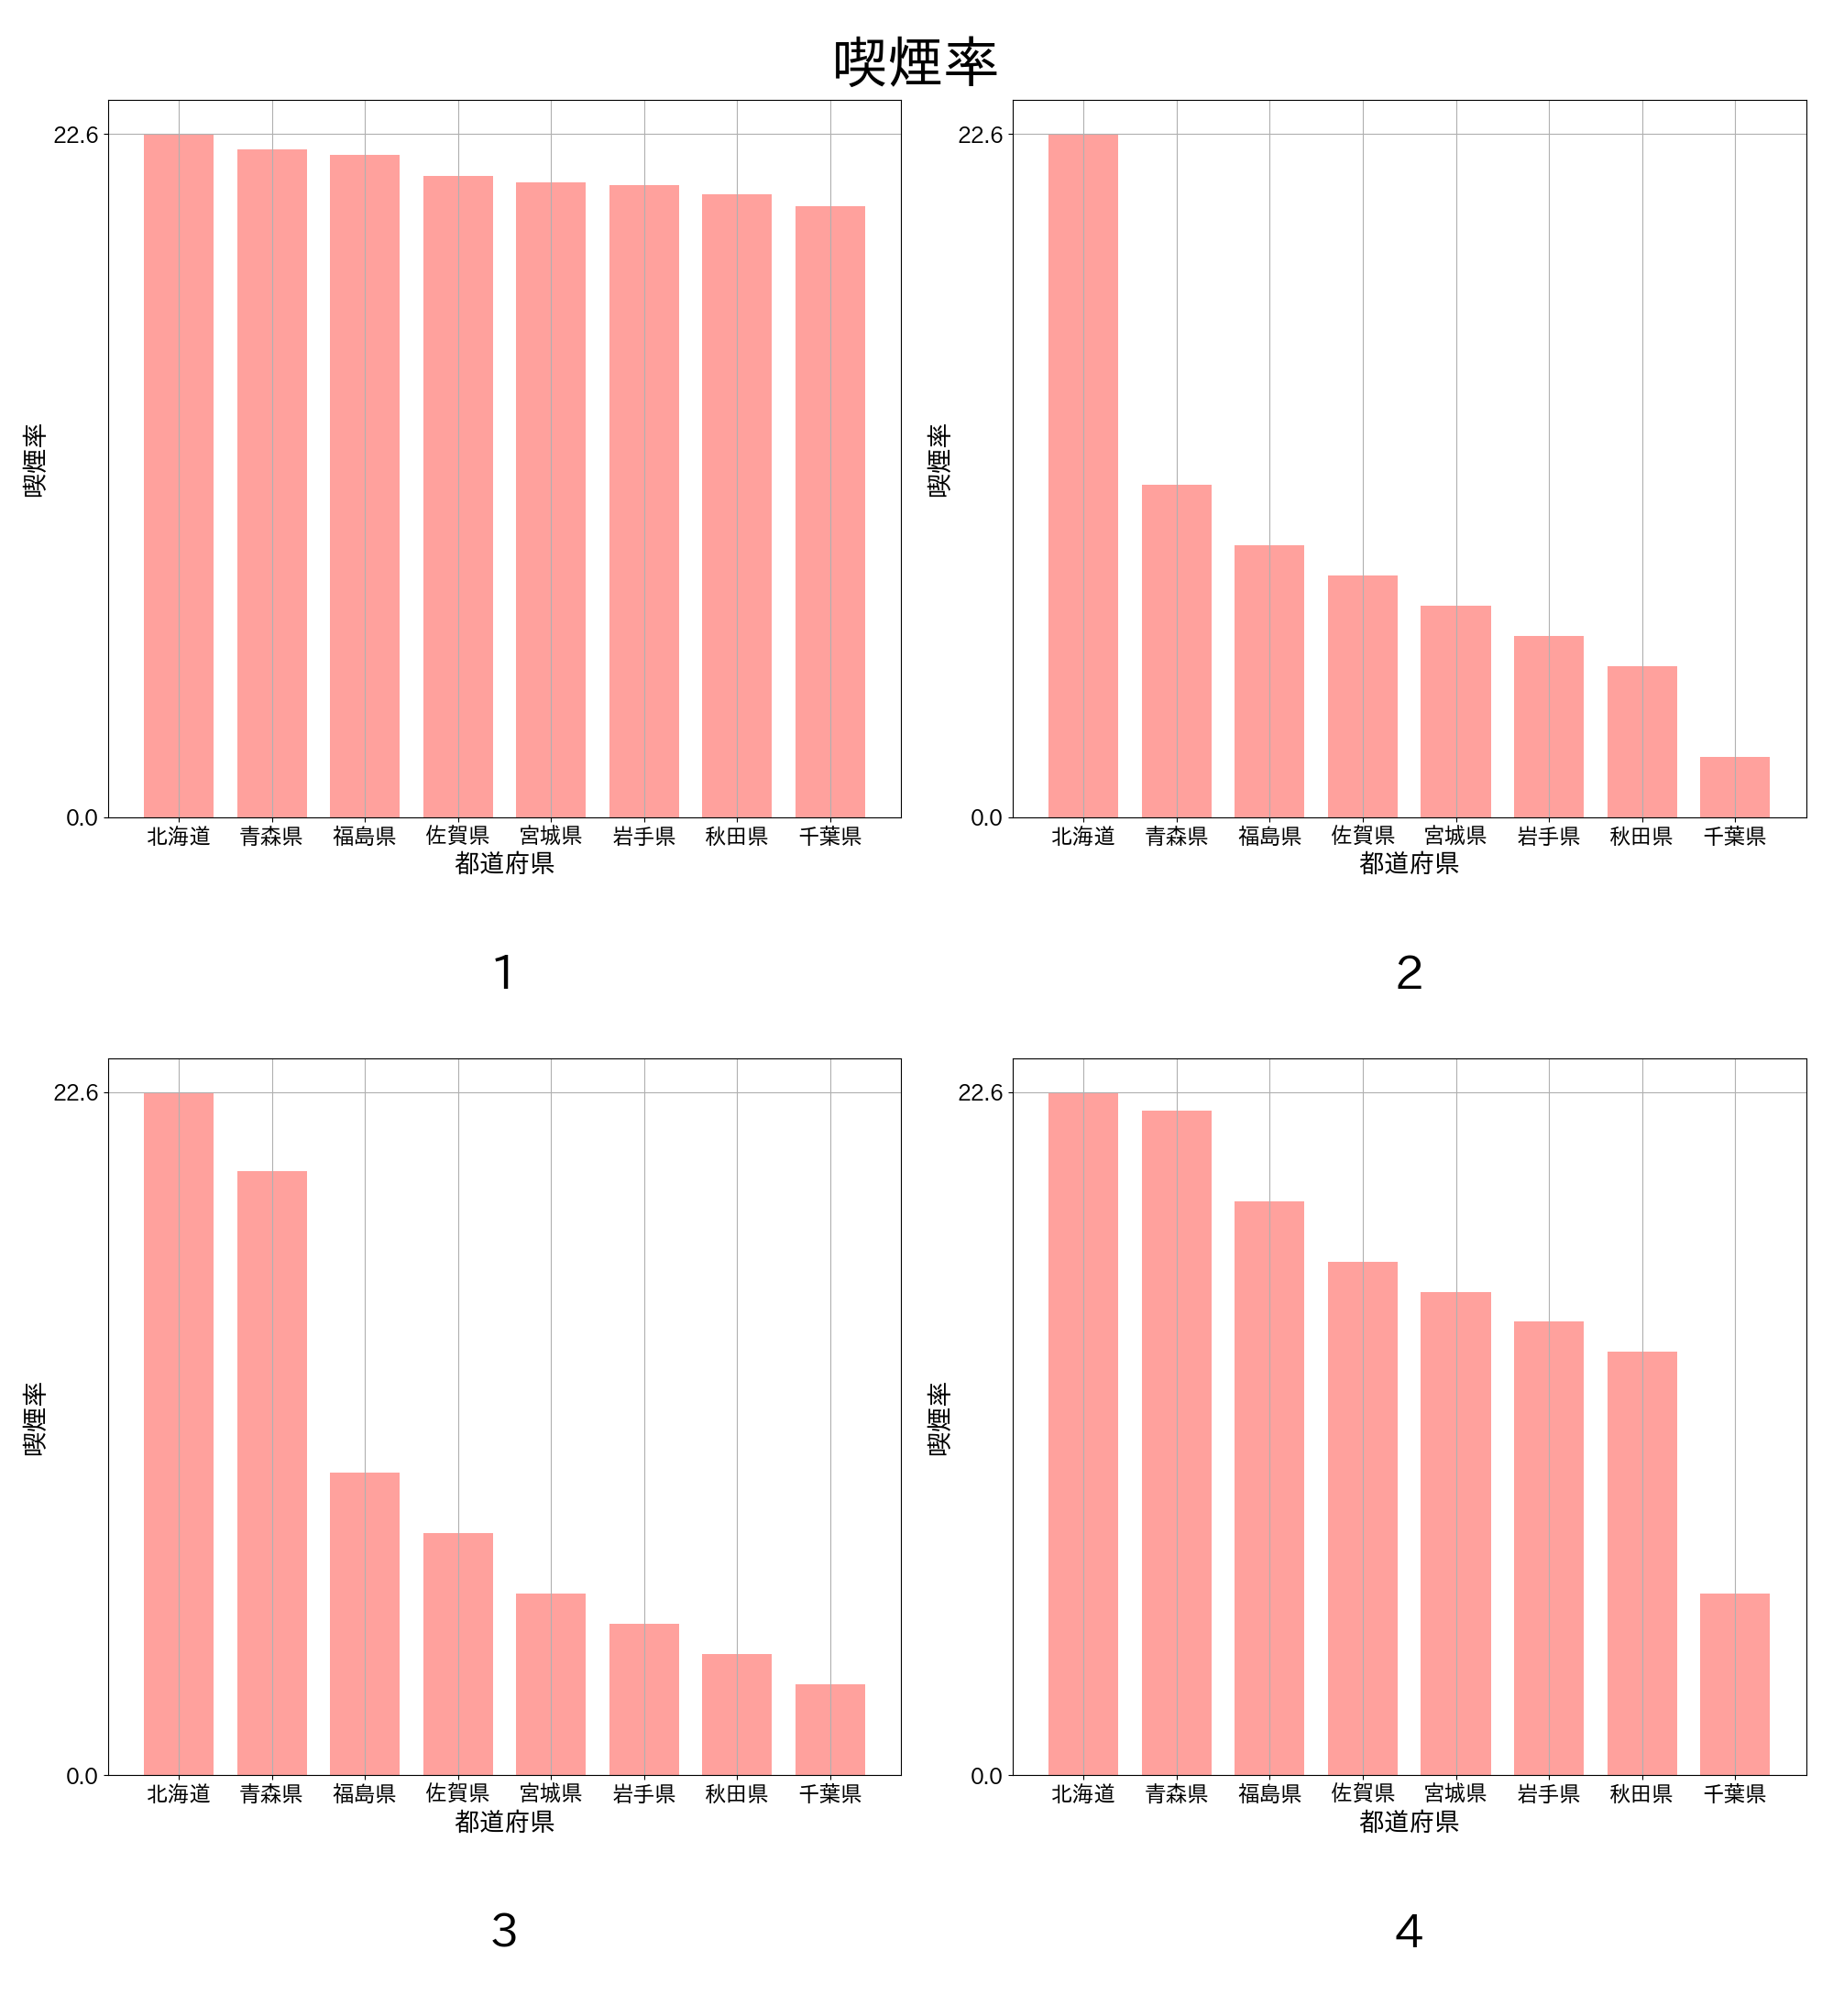 喫煙率
22.6
0.0
喫煙率
北海道 青森県 福島県 佐賀県 宮城県 岩手県 秋田県 千葉県
都道府県
1
22.6
0.0
喫煙率
北海道 青森県 福島県 佐賀県 宮城県 岩手県 秋田県 千葉県
都道府県
2
22.6
0.0
喫煙率
北海道 青森県 福島県 佐賀県 宮城県 岩手県 秋田県 千葉県
都道府県
3
22.6
0.0
喫煙率
北海道 青森県 福島県 佐賀県 宮城県 岩手県 秋田県 千葉県
都道府県
4